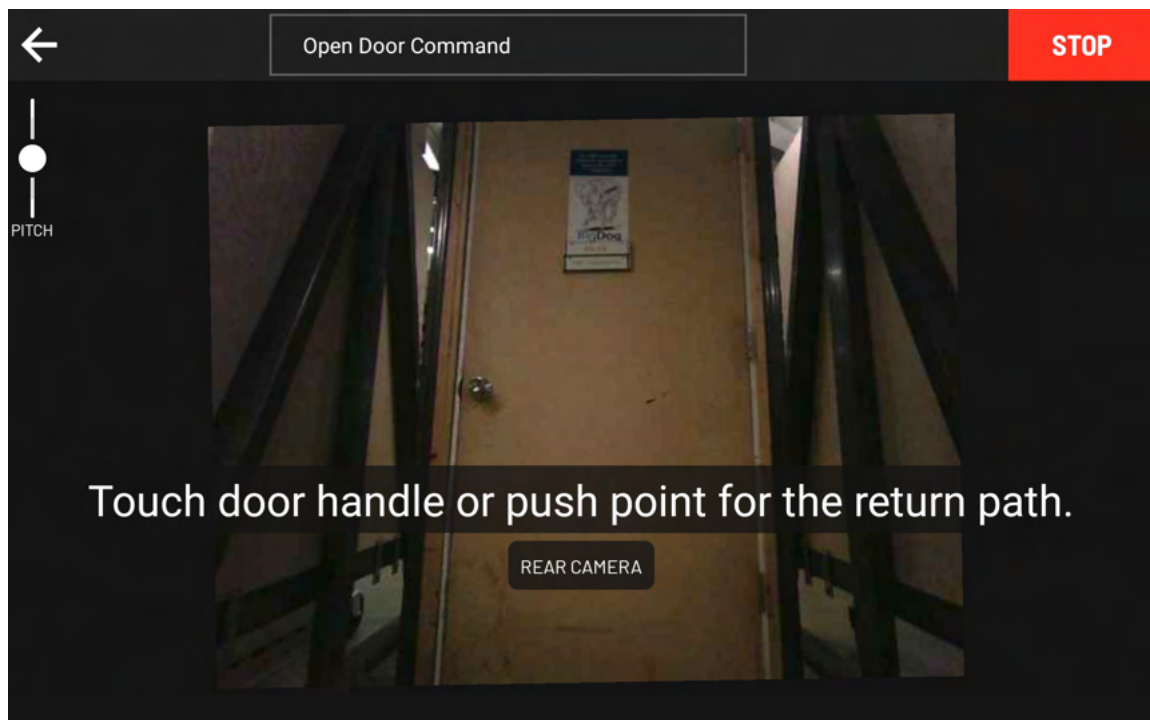 Open Door Command
STOP
PITCH
BigDog
Touch door handle or push point for the return path.
REAR CAMERA